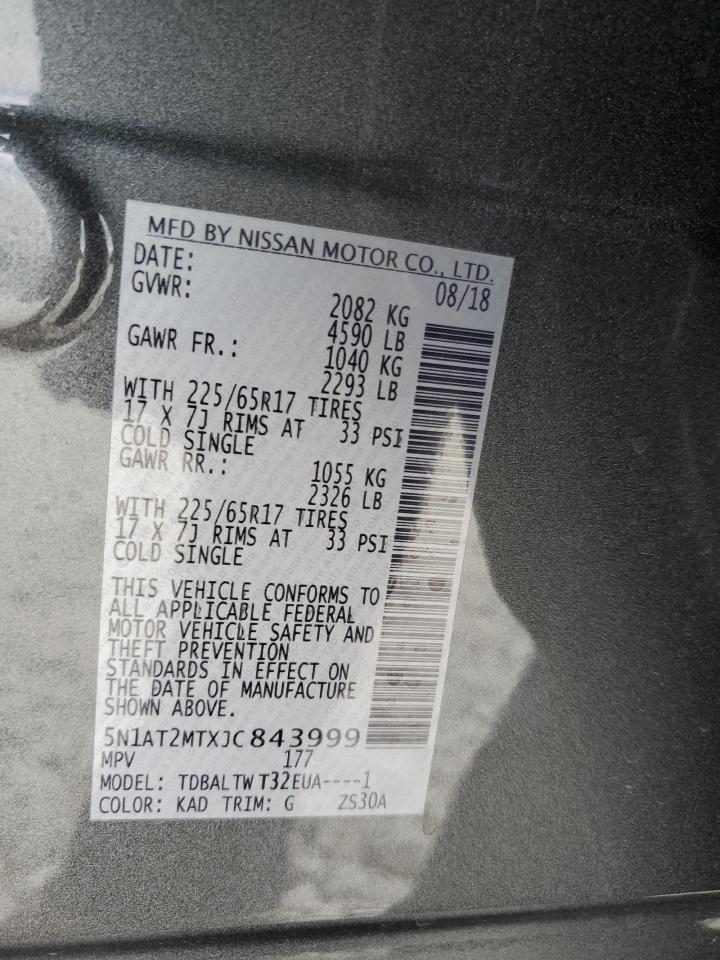 MFD BY NISSAN MOTOR CO., LTD.
DATE: 08/18
GVWR: 2082 KG
4590 LB
GAWR FR.: 1040 KG
2293 LB
WITH 225/65R17 TIRES
17 X 7J RIMS AT 33 PSI
COLD SINGLE
GAWR RR.: 1055 KG
2326 LB
WITH 225/65R17 TIRES
17 X 7J RIMS AT 33 PSI
COLD SINGLE
THIS VEHICLE CONFORMS TO
ALL APPLICABLE FEDERAL
MOTOR VEHICLE SAFETY AND
THEFT PREVENTION
STANDARDS IN EFFECT ON
THE DATE OF MANUFACTURE
SHOWN ABOVE.
5N1AT2MTXJC843999
MPV 177
MODEL: TDBALTWT32EUA----1
COLOR: KAD TRIM: G ZS30A